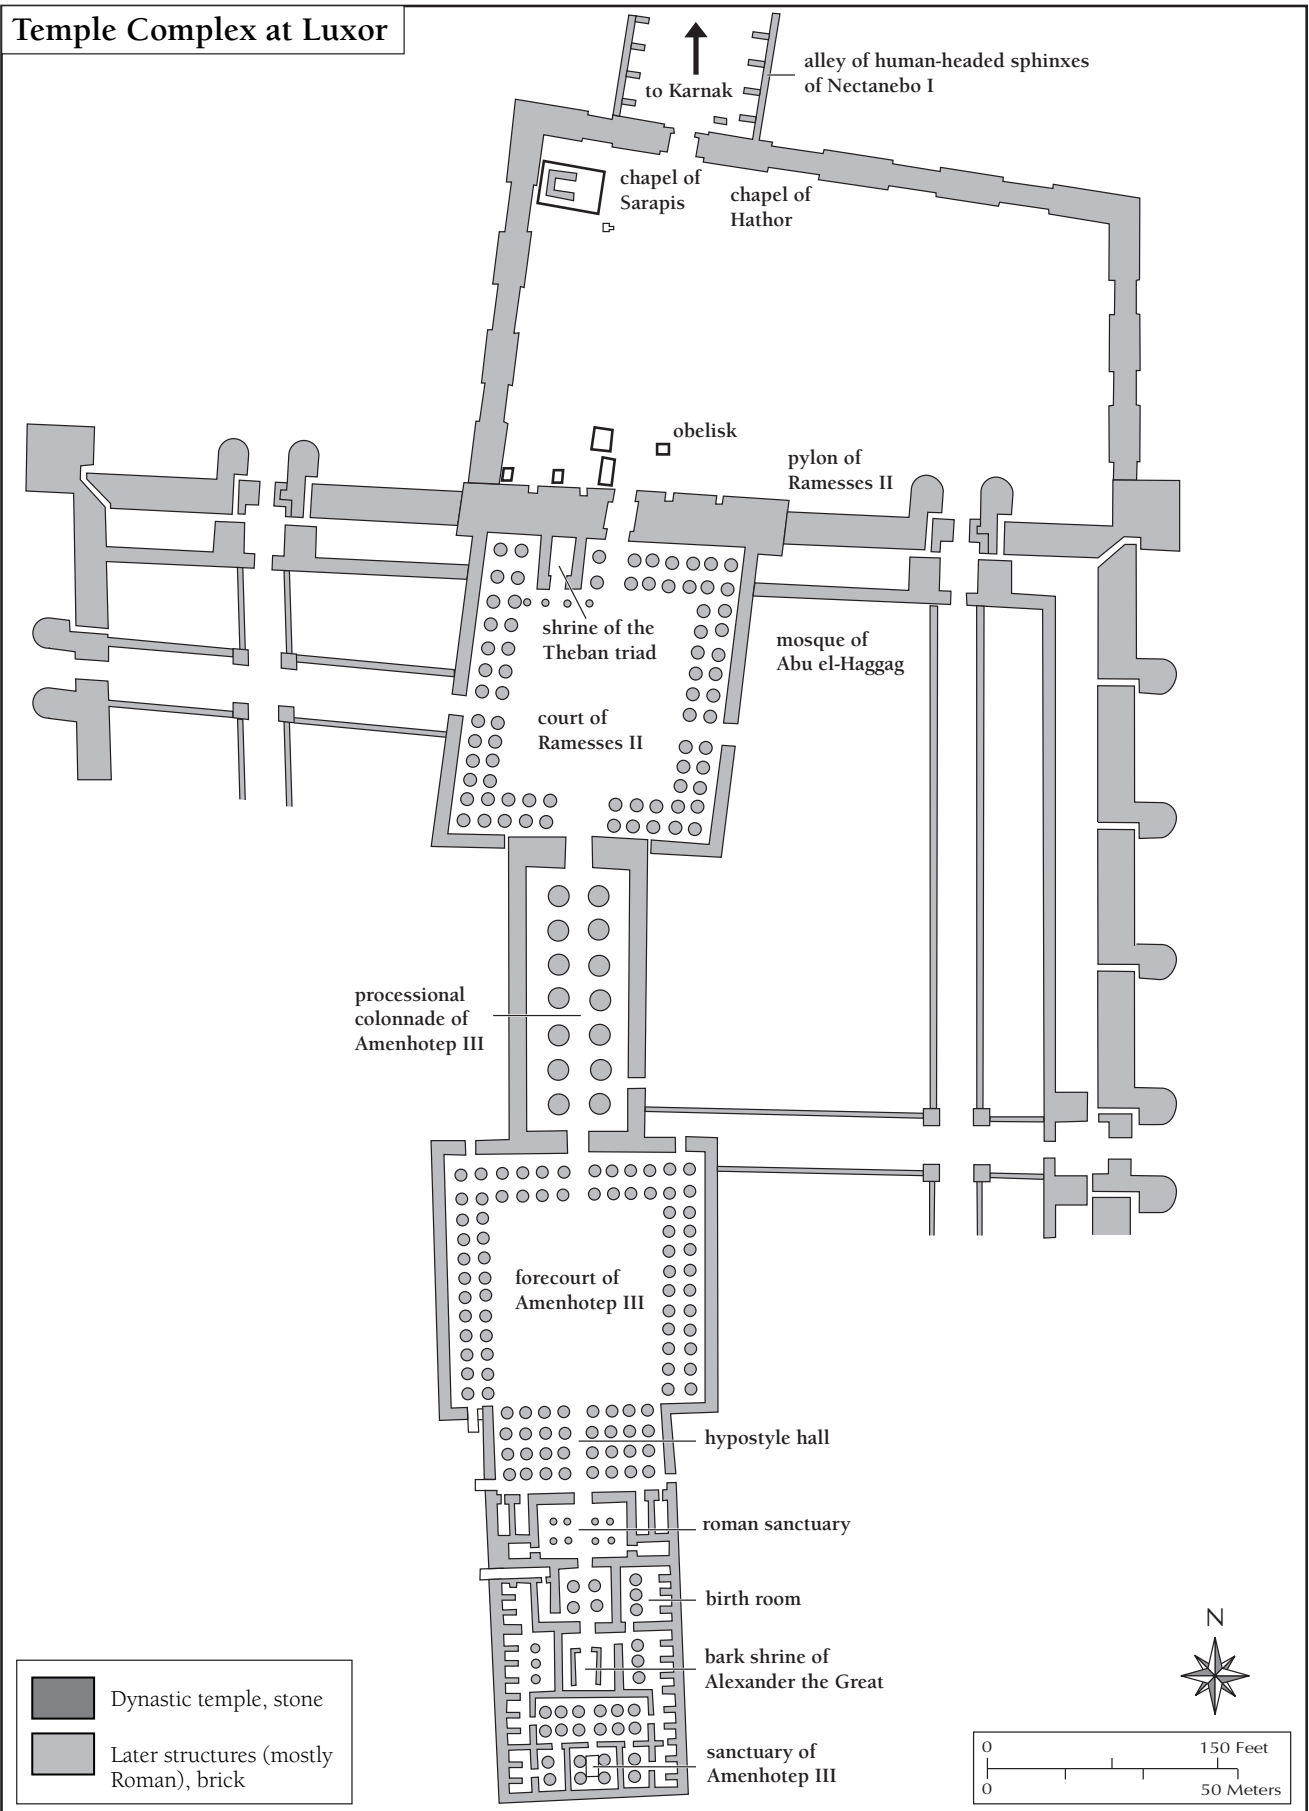 Temple Complex at Luxor
to Karnak
alley of human-headed sphinxes
of Nectanebo I
chapel of
Sarapis
chapel of
Hathor
obelisk
pylon of
Ramesses II
shrine of the
Theban triad
mosque of
Abu el-Haggag
court of
Ramesses II
processional
colonnade of
Amenhotep III
forecourt of
Amenhotep III
hypostyle hall
roman sanctuary
birth room
bark shrine of
Alexander the Great
sanctuary of
Amenhotep III
Dynastic temple, stone
Later structures (mostly
Roman), brick
N
0 150 Feet
0 50 Meters